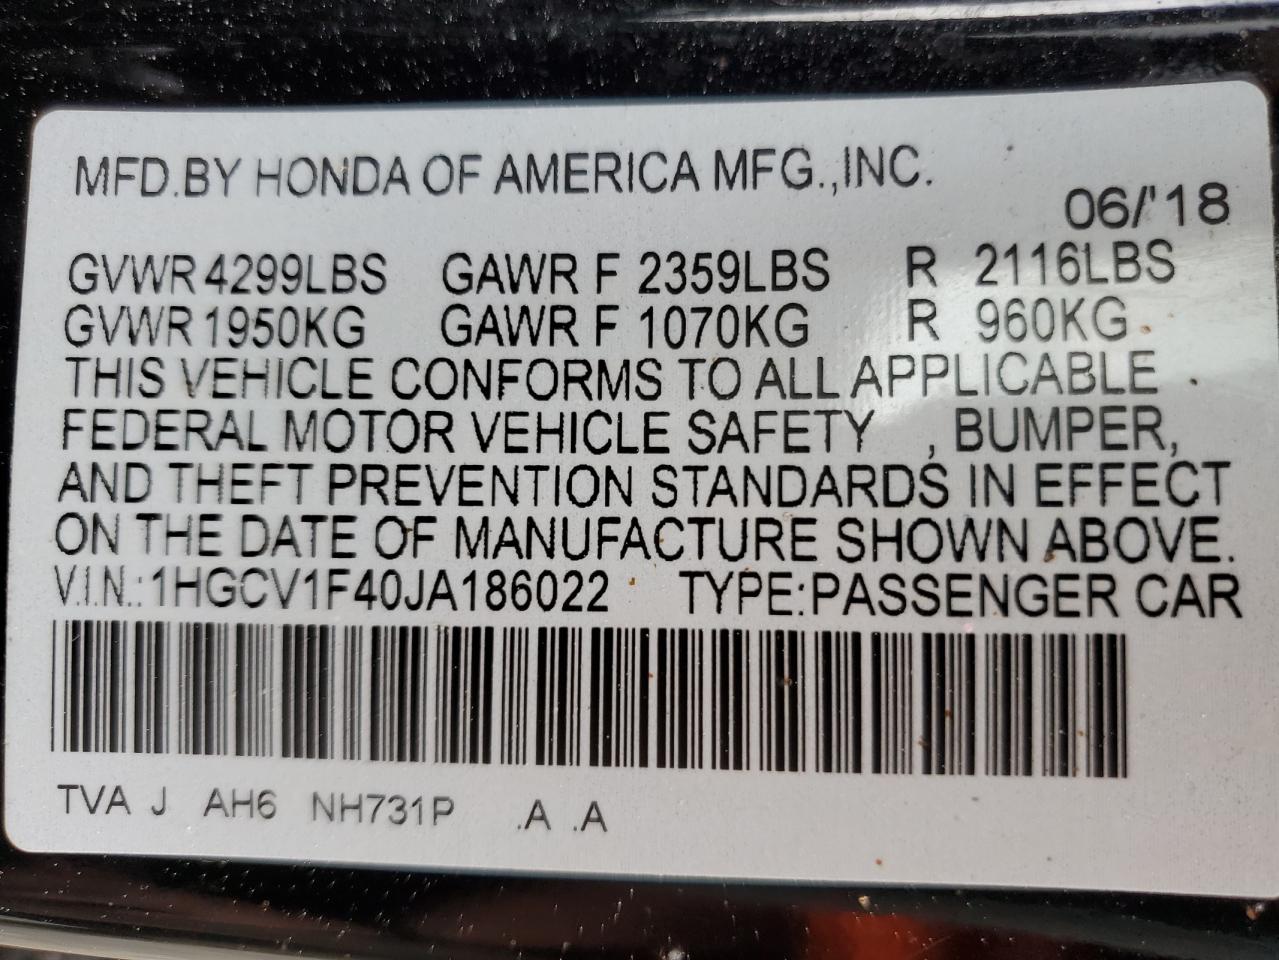 MFD.BY HONDA OF AMERICA MFG.,INC.
06/'18
GVWR 4299LBS GAWR F 2359LBS R 2116LBS
GVWR 1950KG GAWR F 1070KG R 960KG
THIS VEHICLE CONFORMS TO ALL APPLICABLE
FEDERAL MOTOR VEHICLE SAFETY , BUMPER,
AND THEFT PREVENTION STANDARDS IN EFFECT
ON THE DATE OF MANUFACTURE SHOWN ABOVE.
V.I.N.: 1HGCV1F40JA186022 TYPE:PASSENGER CAR
TVA J AH6 NH731P .A .A